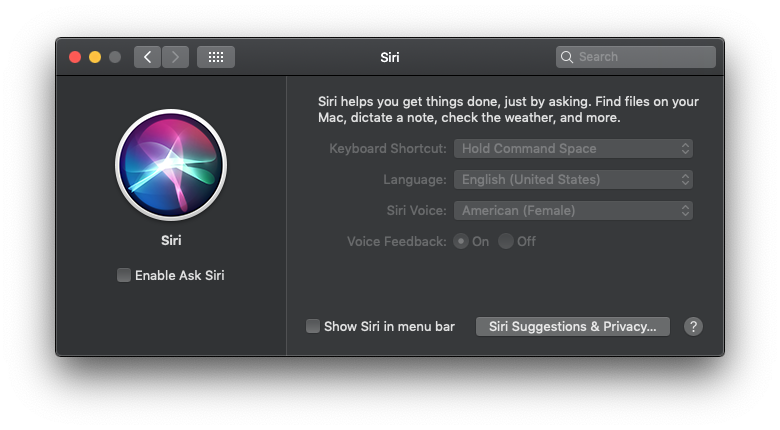 Siri
Search
Siri helps you get things done, just by asking. Find files on your
Mac, dictate a note, check the weather, and more.
Keyboard Shortcut: Hold Command Space
Language: English (United States)
Siri Voice: American (Female)
Voice Feedback: On Off
Siri
Enable Ask Siri
Show Siri in menu bar
Siri Suggestions & Privacy...
?